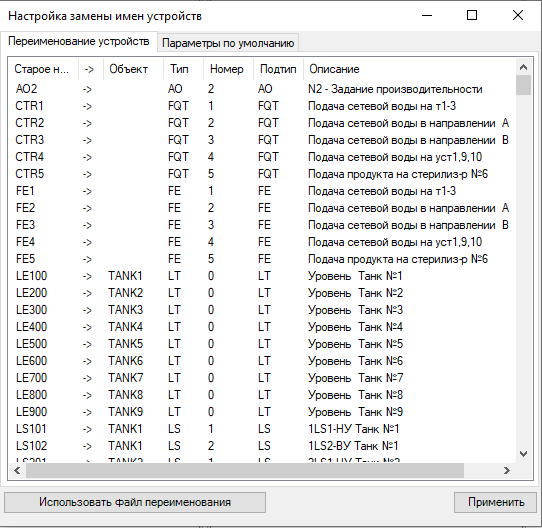 Настройка замены имен устройств
Переименование устройств Параметры по умолчанию
Старое н... -> Объект Тип Номер Подтип Описание
AO2 -> AO 2 AO N2 - Задание производительности
CTR1 -> FQT 1 FQT Подача сетевой воды на т1-3
CTR2 -> FQT 2 FQT Подача сетевой воды в направлении А
CTR3 -> FQT 3 FQT Подача сетевой воды в направлении В
CTR4 -> FQT 4 FQT Подача сетевой воды на уст1,9,10
CTR5 -> FQT 5 FQT Подача продукта на стерилиз-р №6
FE1 -> FE 1 FE Подача сетевой воды на т1-3
FE2 -> FE 2 FE Подача сетевой воды в направлении А
FE3 -> FE 3 FE Подача сетевой воды в направлении В
FE4 -> FE 4 FE Подача сетевой воды на уст1,9,10
FE5 -> FE 5 FE Подача продукта на стерилиз-р №6
LE100 -> TANK1 LT 0 LT Уровень Танк №1
LE200 -> TANK2 LT 0 LT Уровень Танк №2
LE300 -> TANK3 LT 0 LT Уровень Танк №3
LE400 -> TANK4 LT 0 LT Уровень Танк №4
LE500 -> TANK5 LT 0 LT Уровень Танк №5
LE600 -> TANK6 LT 0 LT Уровень Танк №6
LE700 -> TANK7 LT 0 LT Уровень Танк №7
LE800 -> TANK8 LT 0 LT Уровень Танк №8
LE900 -> TANK9 LT 0 LT Уровень Танк №9
LS101 -> TANK1 LS 1 LS 1LS1-НУ Танк №1
LS102 -> TANK1 LS 2 LS 1LS2-ВУ Танк №1
LS201 -> TANK2 LS 1 LS 2LS1-НУ Танк №2
Использовать файл переименования Применить